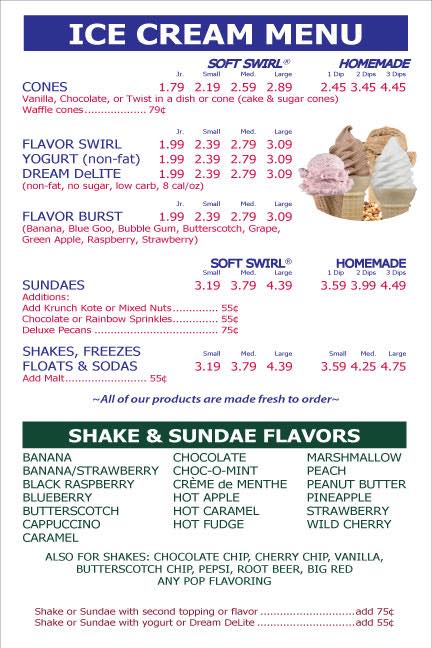 ICE CREAM MENU
SOFT SWIRL® HOMEMADE
Jr. Small Med. Large 1 Dip 2 Dips 3 Dips
CONES 1.79 2.19 2.59 2.89 2.45 3.45 4.45
Vanilla, Chocolate, or Twist in a dish or cone (cake & sugar cones)
Waffle cones.................. 79¢
Jr. Small Med. Large
FLAVOR SWIRL 1.99 2.39 2.79 3.09
YOGURT (non-fat) 1.99 2.39 2.79 3.09
DREAM DeLITE 1.99 2.39 2.79 3.09
(non-fat, no sugar, low carb, 8 cal/oz)
Jr. Small Med. Large
FLAVOR BURST 1.99 2.39 2.79 3.09
(Banana, Blue Goo, Bubble Gum, Butterscotch, Grape,
Green Apple, Raspberry, Strawberry)
SOFT SWIRL® HOMEMADE
Small Med. Large 1 Dip 2 Dips 3 Dips
SUNDAES 3.19 3.79 4.39 3.59 3.99 4.49
Additions:
Add Krunch Kote or Mixed Nuts............. 55¢
Chocolate or Rainbow Sprinkles............. 55¢
Deluxe Pecans ................................... 75¢
SHAKES, FREEZES Small Med. Large Small Med. Large
FLOATS & SODAS 3.19 3.79 4.39 3.59 4.25 4.75
Add Malt....................... 55¢
~All of our products are made fresh to order~
SHAKE & SUNDAE FLAVORS
BANANA CHOCOLATE MARSHMALLOW
BANANA/STRAWBERRY CHOC-O-MINT PEACH
BLACK RASPBERRY CRÈME de MENTHE PEANUT BUTTER
BLUEBERRY HOT APPLE PINEAPPLE
BUTTERSCOTCH HOT CARAMEL STRAWBERRY
CAPPUCCINO HOT FUDGE WILD CHERRY
CARAMEL
ALSO FOR SHAKES: CHOCOLATE CHIP, CHERRY CHIP, VANILLA,
BUTTERSCOTCH CHIP, PEPSI, ROOT BEER, BIG RED
ANY POP FLAVORING
Shake or Sundae with second topping or flavor ............................add 75¢
Shake or Sundae with yogurt or Dream DeLite .............................add 55¢